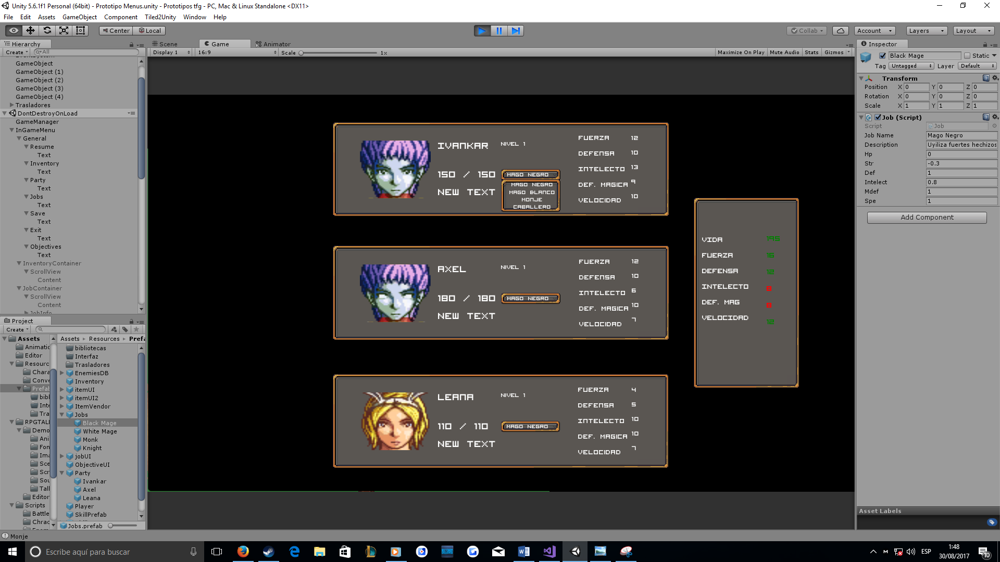 Unity 5.6.1f1 Personal (64bit) - Prototipo Menus.unity - Prototipos tfg - PC, Mac & Linux Standalone <DX11>
File Edit Assets GameObject Component Tiled2Unity Window Help
Center Local Collab Account Layers Layout
Hierarchy
Create All
GameObject
GameObject (1)
GameObject (2)
GameObject (3)
GameObject (4)
Trasladores
DontDestroyOnLoad
GameManager
InGameMenu
General
Resume
Text
Inventory
Text
Party
Text
Jobs
Text
Save
Text
Exit
Text
Objectives
Text
InventoryContainer
ScrollView
Content
JobContainer
ScrollView
Content
JobInfo
Scene Game Animator
Display 1 16:9 Scale 1x Maximize On Play Mute Audio Stats Gizmos
IVANKAR NIVEL 1
150 / 150
NEW TEXT
MAGO NEGRO
MAGO NEGRO
MAGO BLANCO
MONJE
CABALLERO
FUERZA 12
DEFENSA 10
INTELECTO 13
DEF. MAGICA 9
VELOCIDAD 10
AXEL NIVEL 1
180 / 180
NEW TEXT
MAGO NEGRO
FUERZA 12
DEFENSA 10
INTELECTO 6
DEF. MAGICA 10
VELOCIDAD 7
LEANA NIVEL 1
110 / 110
NEW TEXT
MAGO NEGRO
FUERZA 4
DEFENSA 5
INTELECTO 10
DEF. MAGICA 10
VELOCIDAD 7
VIDA 195
FUERZA 16
DEFENSA 12
INTELECTO 8
DEF. MAG 8
VELOCIDAD 12
Inspector
Black Mage Static
Tag Untagged Layer Default
Transform
Position X 0 Y 0 Z 0
Rotation X 0 Y 0 Z 0
Scale X 1 Y 1 Z 1
Job (Script)
Script Job
Job Name Mago Negro
Description Uyiliza fuertes hechizos
Hp 0
Str -0.3
Def 1
Intelect 0.8
Mdef 1
Spe 1
Add Component
Asset Labels
Project
Create
Assets
Animatic
Editor
Resourc
Chara
Conve
Prefab
bibl
Inte
Tra
RPGTALK
Demo
Ani
Fon
Ima
Sce
Scr
Sou
Tall
Editor
Scripts
Battle
Chrac
Assets Resources Prefa
bibliotecas
Interfaz
Trasladores
EnemiesDB
Inventory
itemUI
itemUI2
ItemVendor
Jobs
Black Mage
White Mage
Monk
Knight
jobUI
ObjectiveUI
Party
Ivankar
Axel
Leana
Player
SkillPrefab
Jobs.prefab
Monje
Escribe aquí para buscar
ESP
1:48
30/08/2017
10